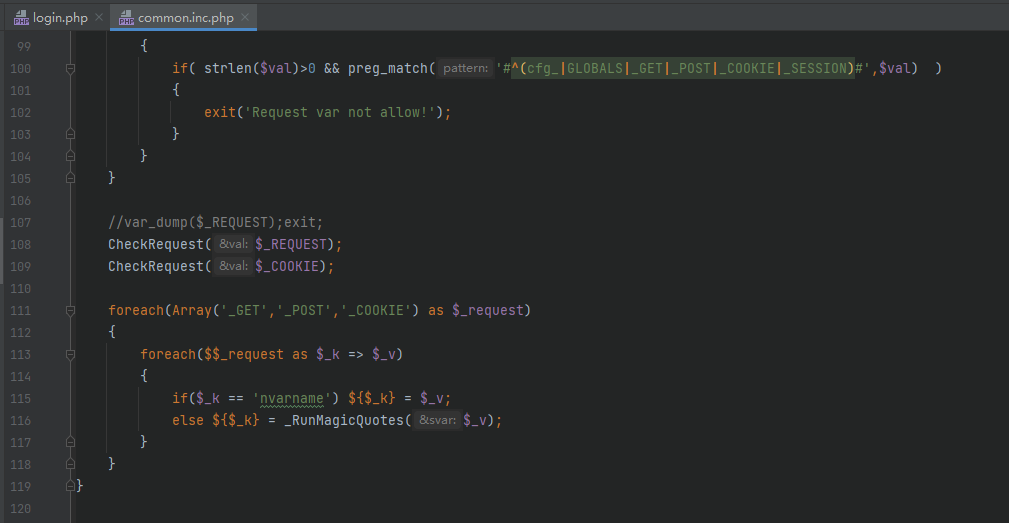 login.php × common.inc.php ×
99 {
100 if( strlen($val)>0 && preg_match( pattern: '#^(cfg_|GLOBALS|_GET|_POST|_COOKIE|_SESSION)#',$val) )
101 {
102 exit('Request var not allow!');
103 }
104 }
105 }
106
107 //var_dump($_REQUEST);exit;
108 CheckRequest( &val: $_REQUEST);
109 CheckRequest( &val: $_COOKIE);
110
111 foreach(Array('_GET','_POST','_COOKIE') as $_request)
112 {
113 foreach($$_request as $_k => $_v)
114 {
115 if($_k == 'nvarname') ${$_k} = $_v;
116 else ${$_k} = _RunMagicQuotes( &svar: $_v);
117 }
118 }
119 }
120